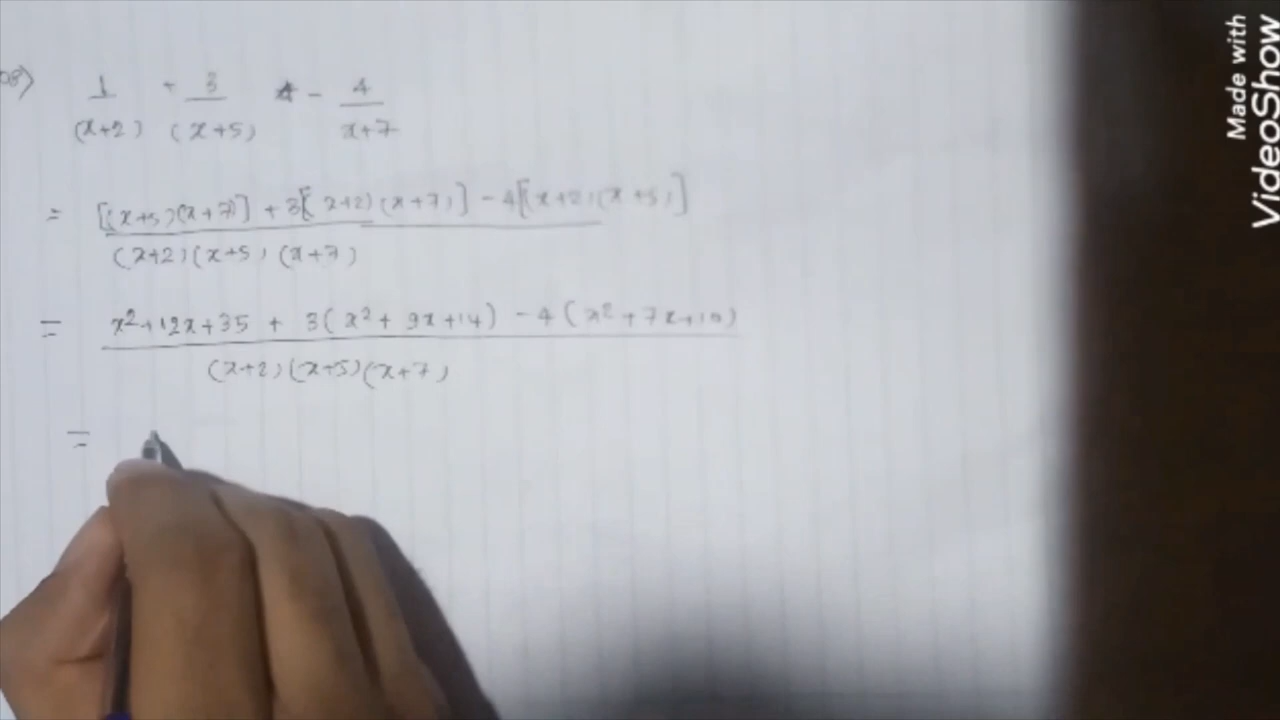 08)
1 + 3 - 4
(x+2) (x+5) x+7
= [(x+5)(x+7)] + 3[(x+2)(x+7)] - 4[(x+2)(x+5)]
(x+2)(x+5)(x+7)
= x²+12x+35 + 3(x²+9x+14) - 4(x²+7x+10)
(x+2)(x+5)(x+7)
=
Made with
VideoShow